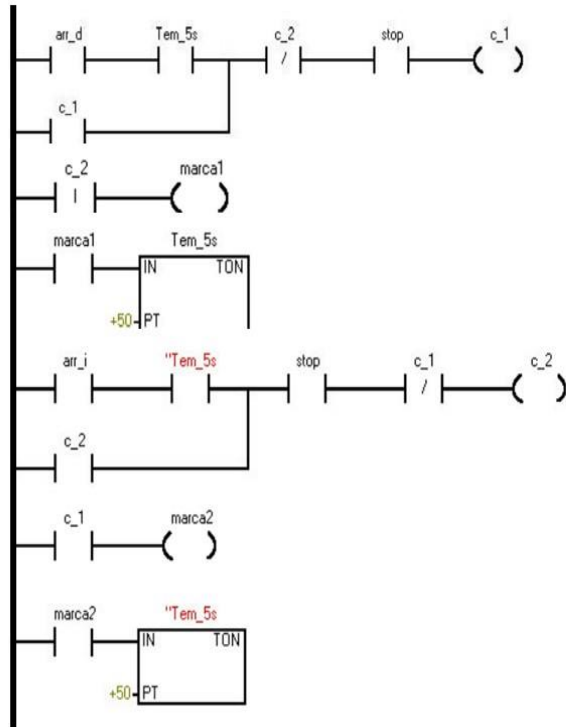 arr_d Tem_5s c_2 stop c_1
/
c_1
c_2 marca1
I
marca1 Tem_5s
IN TON
+50 PT
arr_i "Tem_5s stop c_1 c_2
/
c_2
c_1 marca2
marca2 "Tem_5s
IN TON
+50 PT